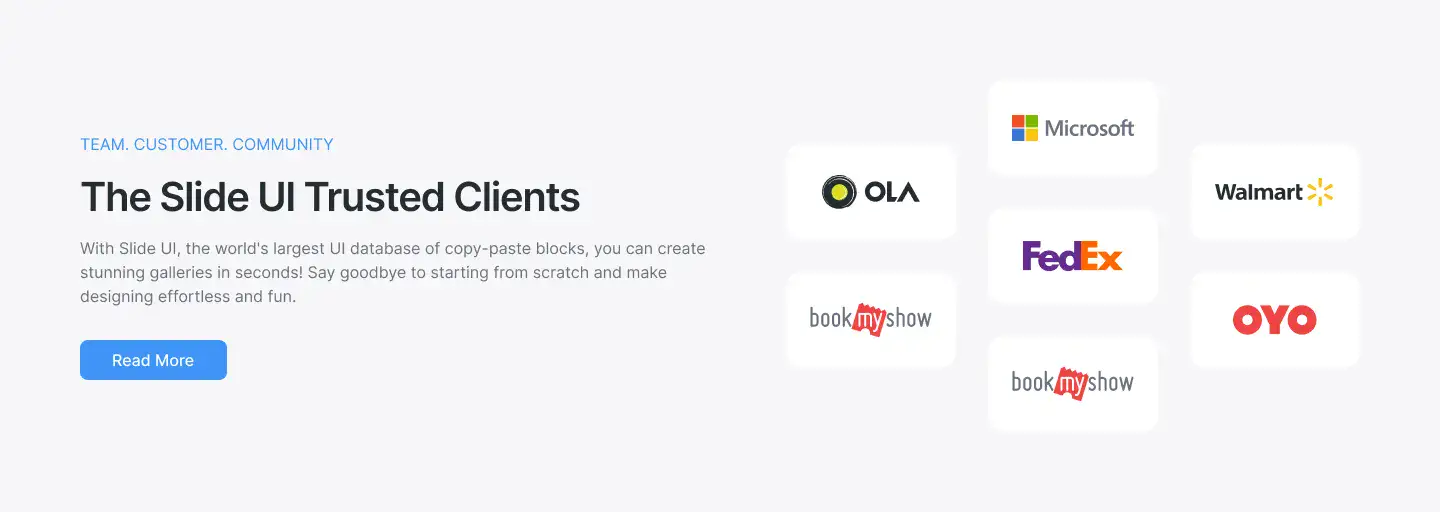 TEAM. CUSTOMER. COMMUNITY
The Slide UI Trusted Clients
With Slide UI, the world's largest UI database of copy-paste blocks, you can create
stunning galleries in seconds! Say goodbye to starting from scratch and make
designing effortless and fun.
Read More
OLA
bookmyshow
Microsoft
FedEx
bookmyshow
Walmart
OYO